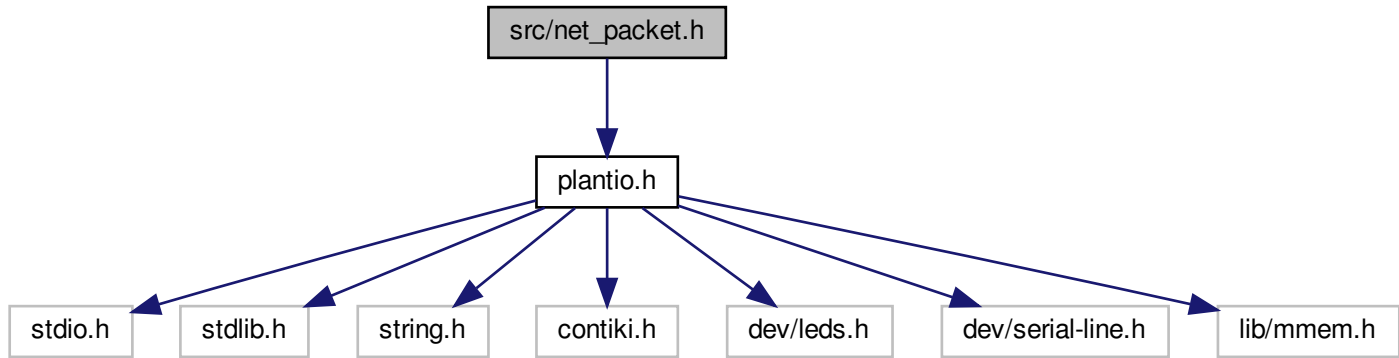 src/net_packet.h
plantio.h
stdio.h
stdlib.h
string.h
contiki.h
dev/leds.h
dev/serial-line.h
lib/mmem.h